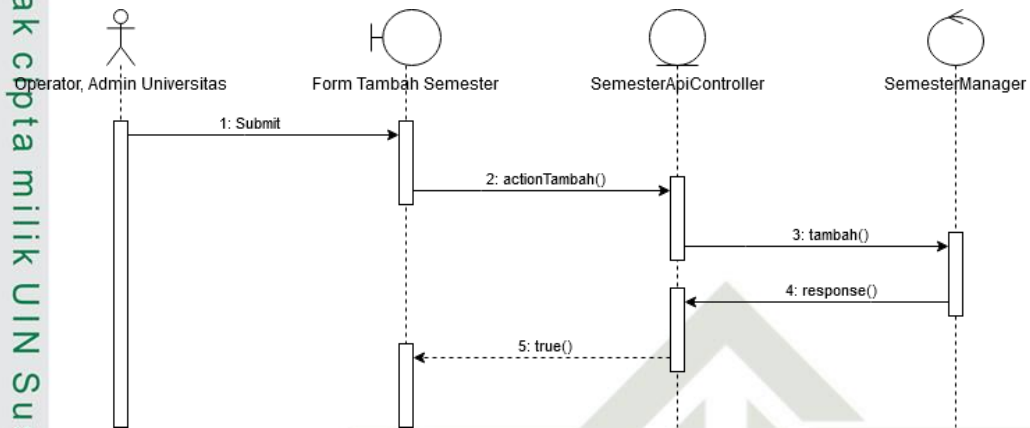 ak cipta milik UIN Su
Operator, Admin Universitas
Form Tambah Semester
SemesterApiController
SemesterManager
1: Submit
2: actionTambah()
3: tambah()
4: response()
5: true()